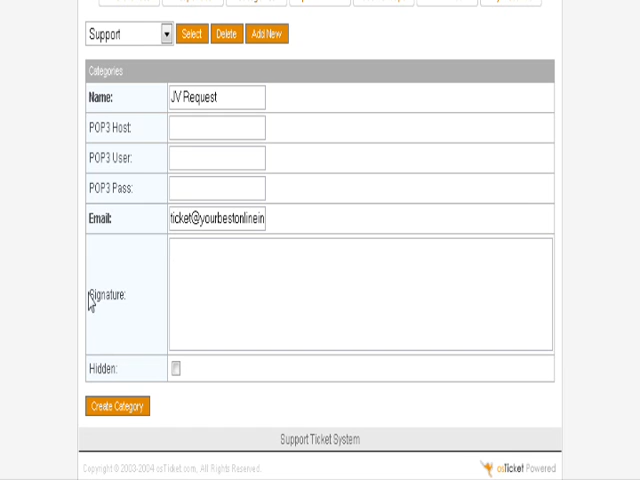 Support Select Delete Add New
Categories
Name: JV Request
POP3 Host:
POP3 User:
POP3 Pass:
Email: ticket@yourbestonlinein
Signature:
Hidden:
Create Category
Support Ticket System
Copyright © 2003-2004 osTicket.com, All Rights Reserved. osTicket Powered